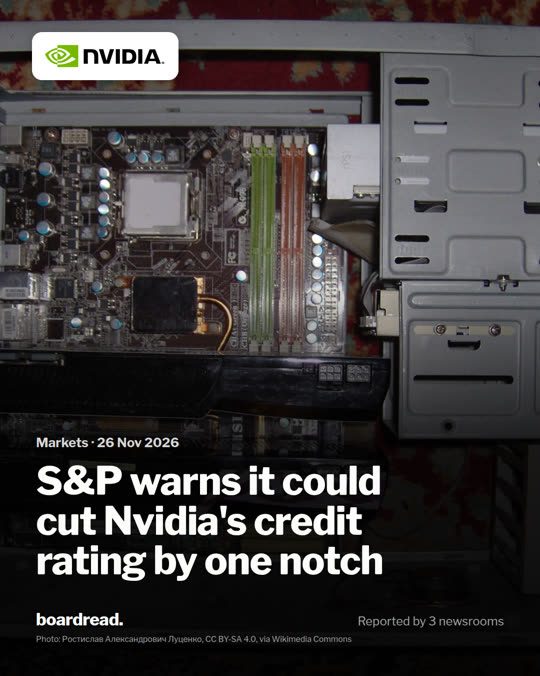 NVIDIA.
Markets · 26 Nov 2026
S&P warns it could
cut Nvidia's credit
rating by one notch
boardread.
Reported by 3 newsrooms
Photo: Ростислав Александрович Луценко, CC BY-SA 4.0, via Wikimedia Commons